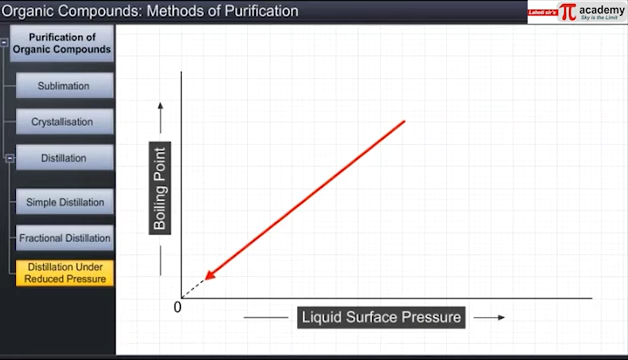 Organic Compounds: Methods of Purification
Lakell sir's
π academy
Sky is the Limit
Purification of
Organic Compounds
Sublimation
Crystallisation
Distillation
Simple Distillation
Fractional Distillation
Distillation Under
Reduced Pressure
Boiling Point
0
Liquid Surface Pressure